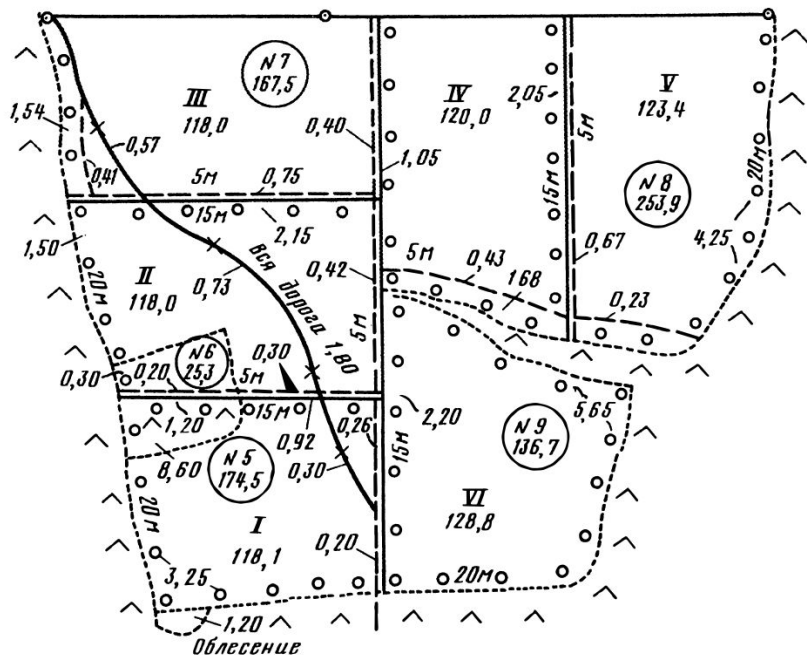 N 7
167,5
III
118,0
1,54
0,57
0,41
5м
0,75
15м
2,15
0,40
1,05
IV
120,0
2,05
15м
5м
V
123,4
N 8
253,9
20м
4,25
0,67
5м
0,43
1,68
0,23
1,50
20м
II
118,0
0,73
вся дорога 1,80
0,42
5м
N 6
25,3
0,30
0,20
5м
0,30
15м
1,20
0,92
0,26
8,60
N 5
174,5
0,30
20м
I
118,1
3,25
0,20
1,20
Облесение
2,20
15м
N 9
136,7
5,65
VI
128,8
20м